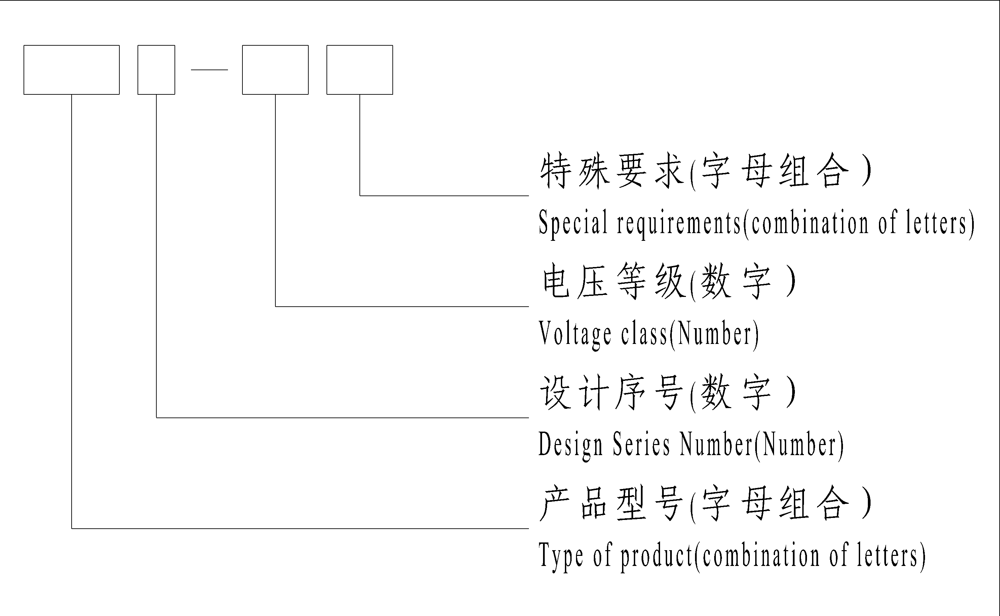 特殊要求(字母组合)
Special requirements(combination of letters)
电压等级(数字)
Voltage class(Number)
设计序号(数字)
Design Series Number(Number)
产品型号(字母组合)
Type of product(combination of letters)